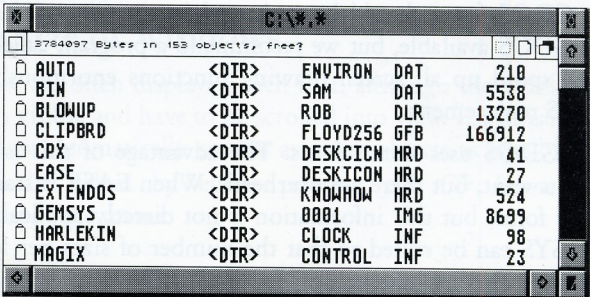 C:\*.*
3784097 Bytes in 153 objects, free?
AUTO <DIR> ENVIRON DAT 210
BIN <DIR> SAM DAT 5538
BLOWUP <DIR> ROB DLR 13272
CLIPBRD <DIR> FLOYD256 GFB 166912
CPX <DIR> DESKCICN HRD 41
EASE <DIR> DESKICON HRD 27
EXTENDOS <DIR> KNOWHOW HRD 524
GEMSYS <DIR> 0001 IMG 8699
HARLEKIN <DIR> CLOCK INF 98
MAGIX <DIR> CONTROL INF 23